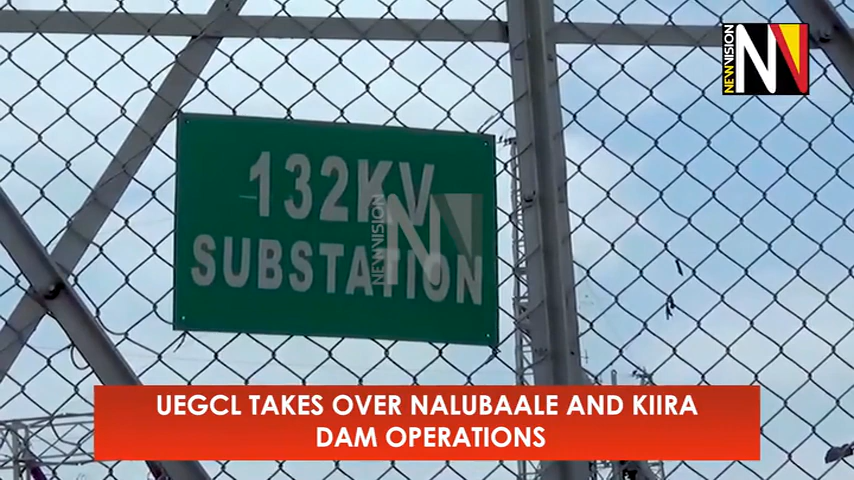 NEW VISION
N
132KV
SUBSTATION
NEW VISION
N
UEGCL TAKES OVER NALUBAALE AND KIIRA
DAM OPERATIONS